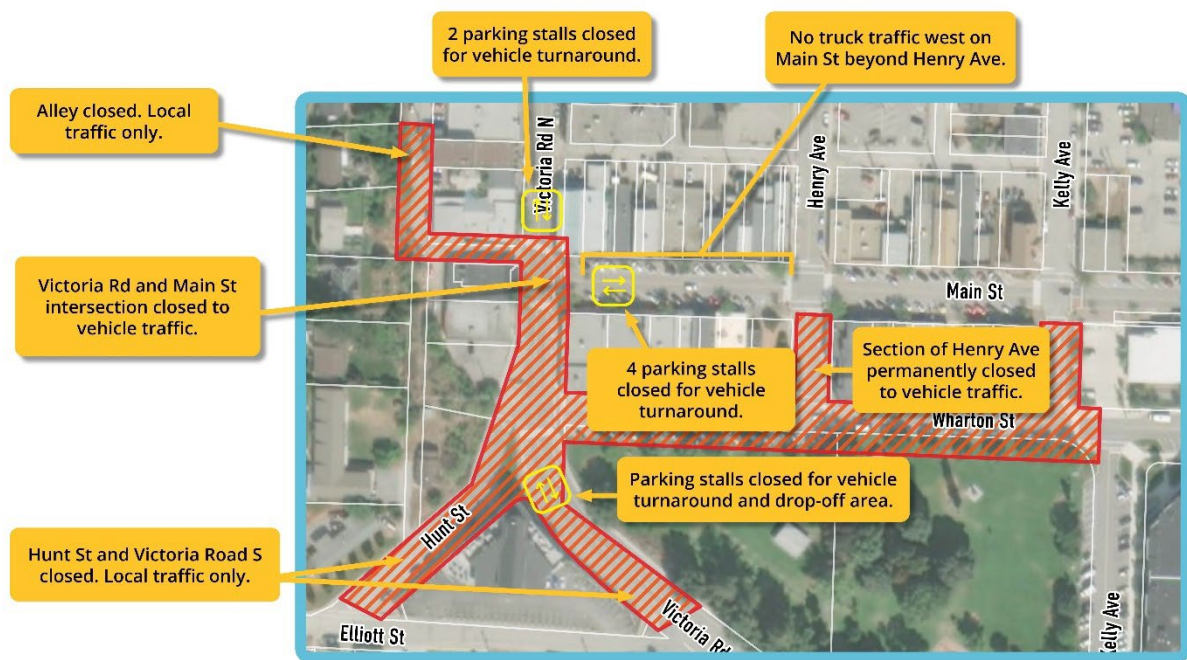 2 parking stalls closed
for vehicle turnaround.
No truck traffic west on
Main St beyond Henry Ave.
Alley closed. Local
traffic only.
Victoria Rd N
Henry Ave
Kelly Ave
Victoria Rd and Main St
intersection closed to
vehicle traffic.
Main St
4 parking stalls
closed for vehicle
turnaround.
Section of Henry Ave
permanently closed
to vehicle traffic.
Wharton St
Parking stalls closed for vehicle
turnaround and drop-off area.
Hunt St
Hunt St and Victoria Road S
closed. Local traffic only.
Elliott St
Victoria Rd
Kelly Ave